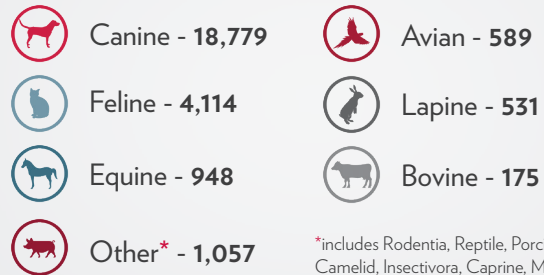 Canine - 18,779
Feline - 4,114
Equine - 948
Other* - 1,057
Avian - 589
Lapine - 531
Bovine - 175
*includes Rodentia, Reptile,
Camelid, Insectivora, Caprine,